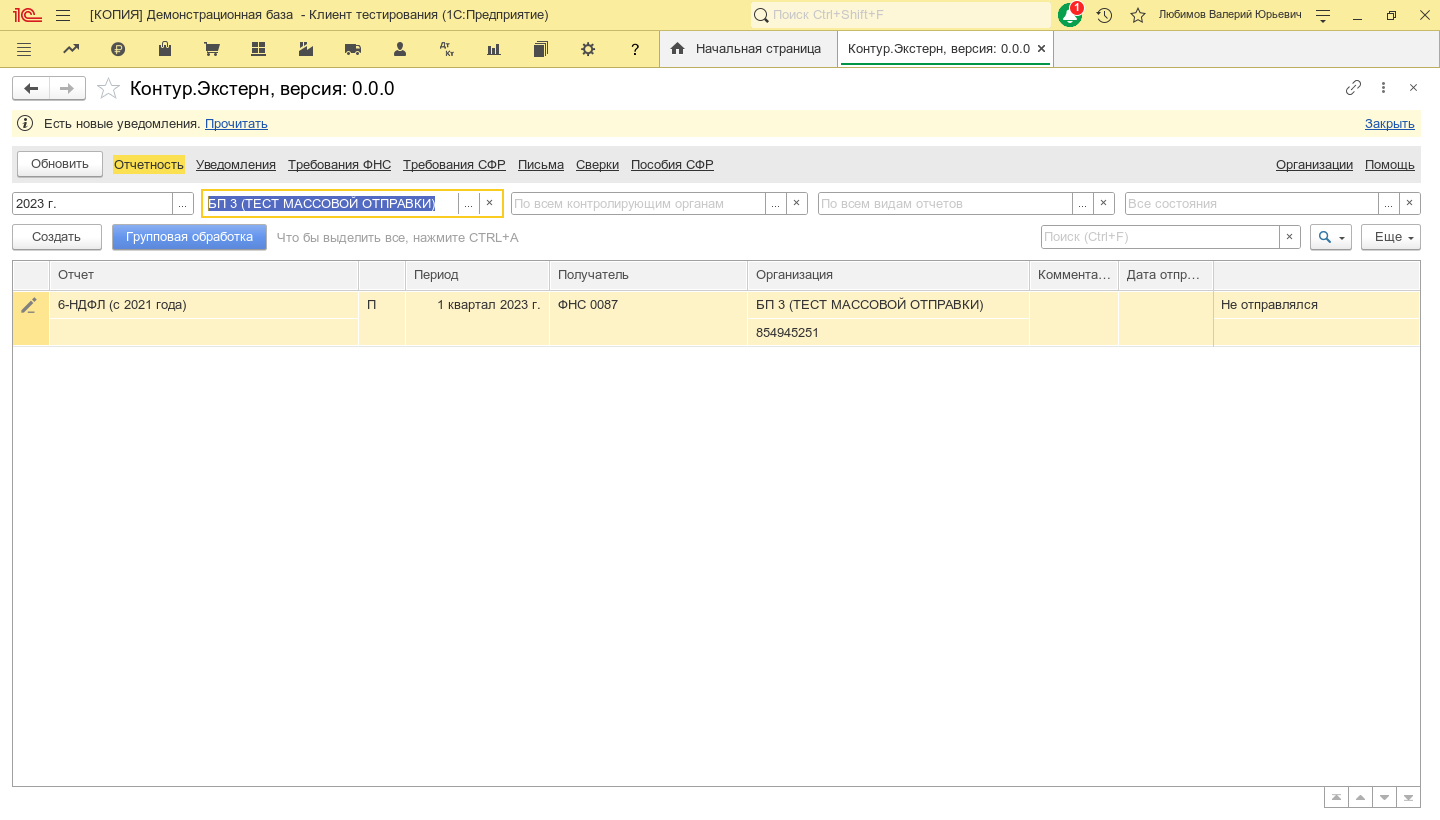 1С [КОПИЯ] Демонстрационная база - Клиент тестирования (1С:Предприятие) Поиск Ctrl+Shift+F 1 Любимов Валерий Юрьевич
Дт Кт ? Начальная страница Контур.Экстерн, версия: 0.0.0
Контур.Экстерн, версия: 0.0.0
Есть новые уведомления. Прочитать Закрыть
Обновить Отчетность Уведомления Требования ФНС Требования СФР Письма Сверки Пособия СФР Организации Помощь
2023 г. ... БП 3 (ТЕСТ МАССОВОЙ ОТПРАВКИ) ... × По всем контролирующим органам ... × По всем видам отчетов ... × Все состояния ... ×
Создать Групповая обработка Что бы выделить все, нажмите CTRL+A Поиск (Ctrl+F) × Еще
Отчет Период Получатель Организация Коммента... Дата отпр...
6-НДФЛ (с 2021 года) П 1 квартал 2023 г. ФНС 0087 БП 3 (ТЕСТ МАССОВОЙ ОТПРАВКИ) Не отправлялся
854945251